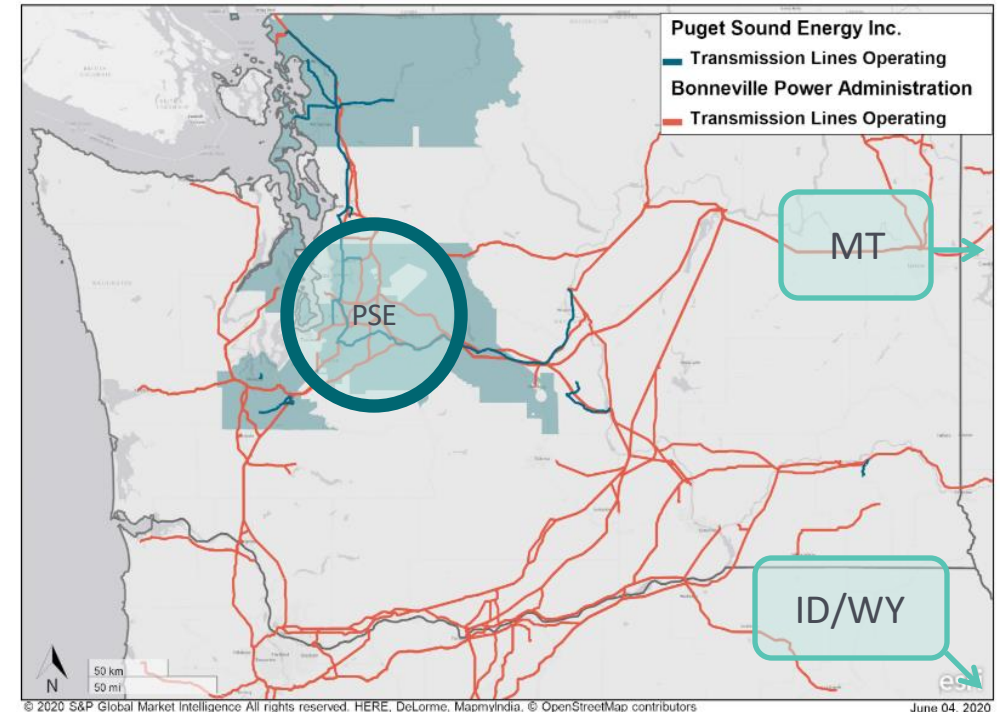 Puget Sound Energy Inc.
Transmission Lines Operating
Bonneville Power Administration
Transmission Lines Operating
MT
PSE
ID/WY
50 km
50 mi
N
esri
© 2020 S&P Global Market Intelligence All rights reserved. HERE, DeLorme, MapmyIndia, © OpenStreetMap contributors
June 04, 2020